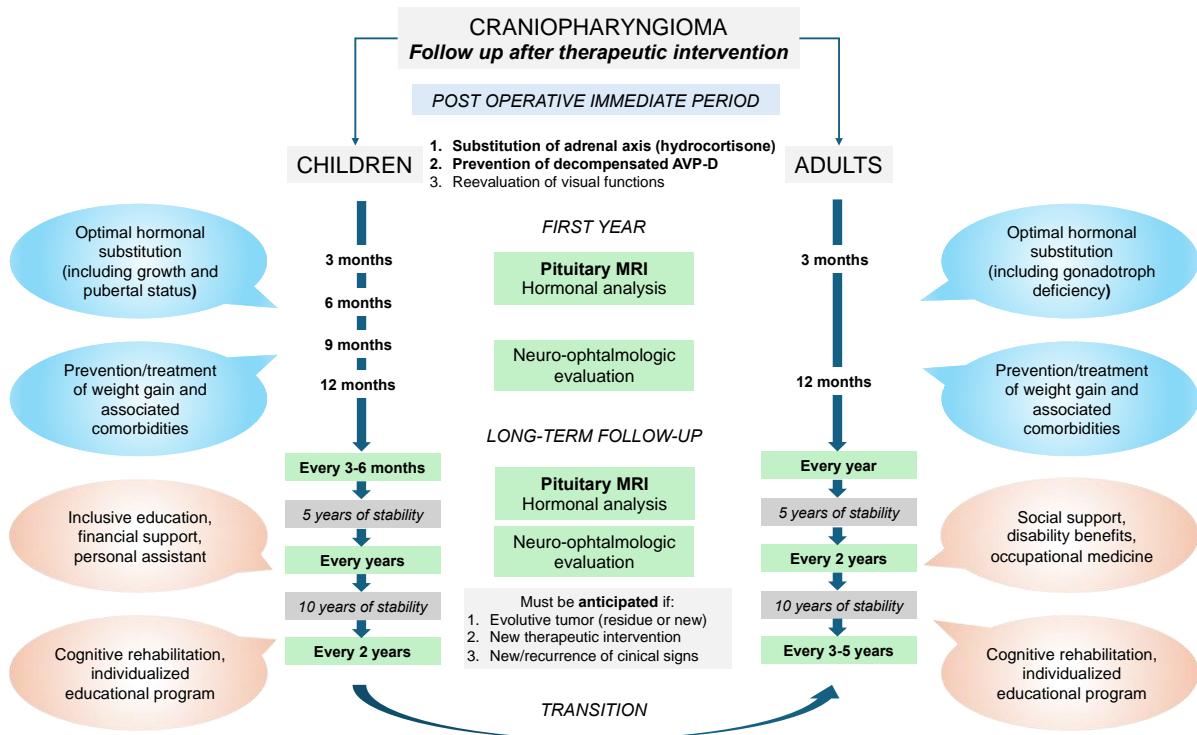 CRANIOPHARYNGIOMA
Follow up after therapeutic intervention
POST OPERATIVE IMMEDIATE PERIOD
1. Substitution of adrenal axis (hydrocortisone)
2. Prevention of decompensated AVP-D
3. Reevaluation of visual functions
CHILDREN
ADULTS
FIRST YEAR
Optimal hormonal
substitution
(including growth and
pubertal status)
3 months
6 months
9 months
12 months
Pituitary MRI
Hormonal analysis
Neuro-ophtalmologic
evaluation
3 months
12 months
Optimal hormonal
substitution
(including gonadotroph
deficiency)
Prevention/treatment
of weight gain and
associated
comorbidities
Prevention/treatment
of weight gain and
associated
comorbidities
LONG-TERM FOLLOW-UP
Every 3-6 months
5 years of stability
Every years
10 years of stability
Every 2 years
Pituitary MRI
Hormonal analysis
Neuro-ophtalmologic
evaluation
Must be anticipated if:
1. Evolutive tumor (residue or new)
2. New therapeutic intervention
3. New/recurrence of cinical signs
Every year
5 years of stability
Every 2 years
10 years of stability
Every 3-5 years
Inclusive education,
financial support,
personal assistant
Social support,
disability benefits,
occupational medicine
Cognitive rehabilitation,
individualized
educational program
Cognitive rehabilitation,
individualized
educational program
TRANSITION